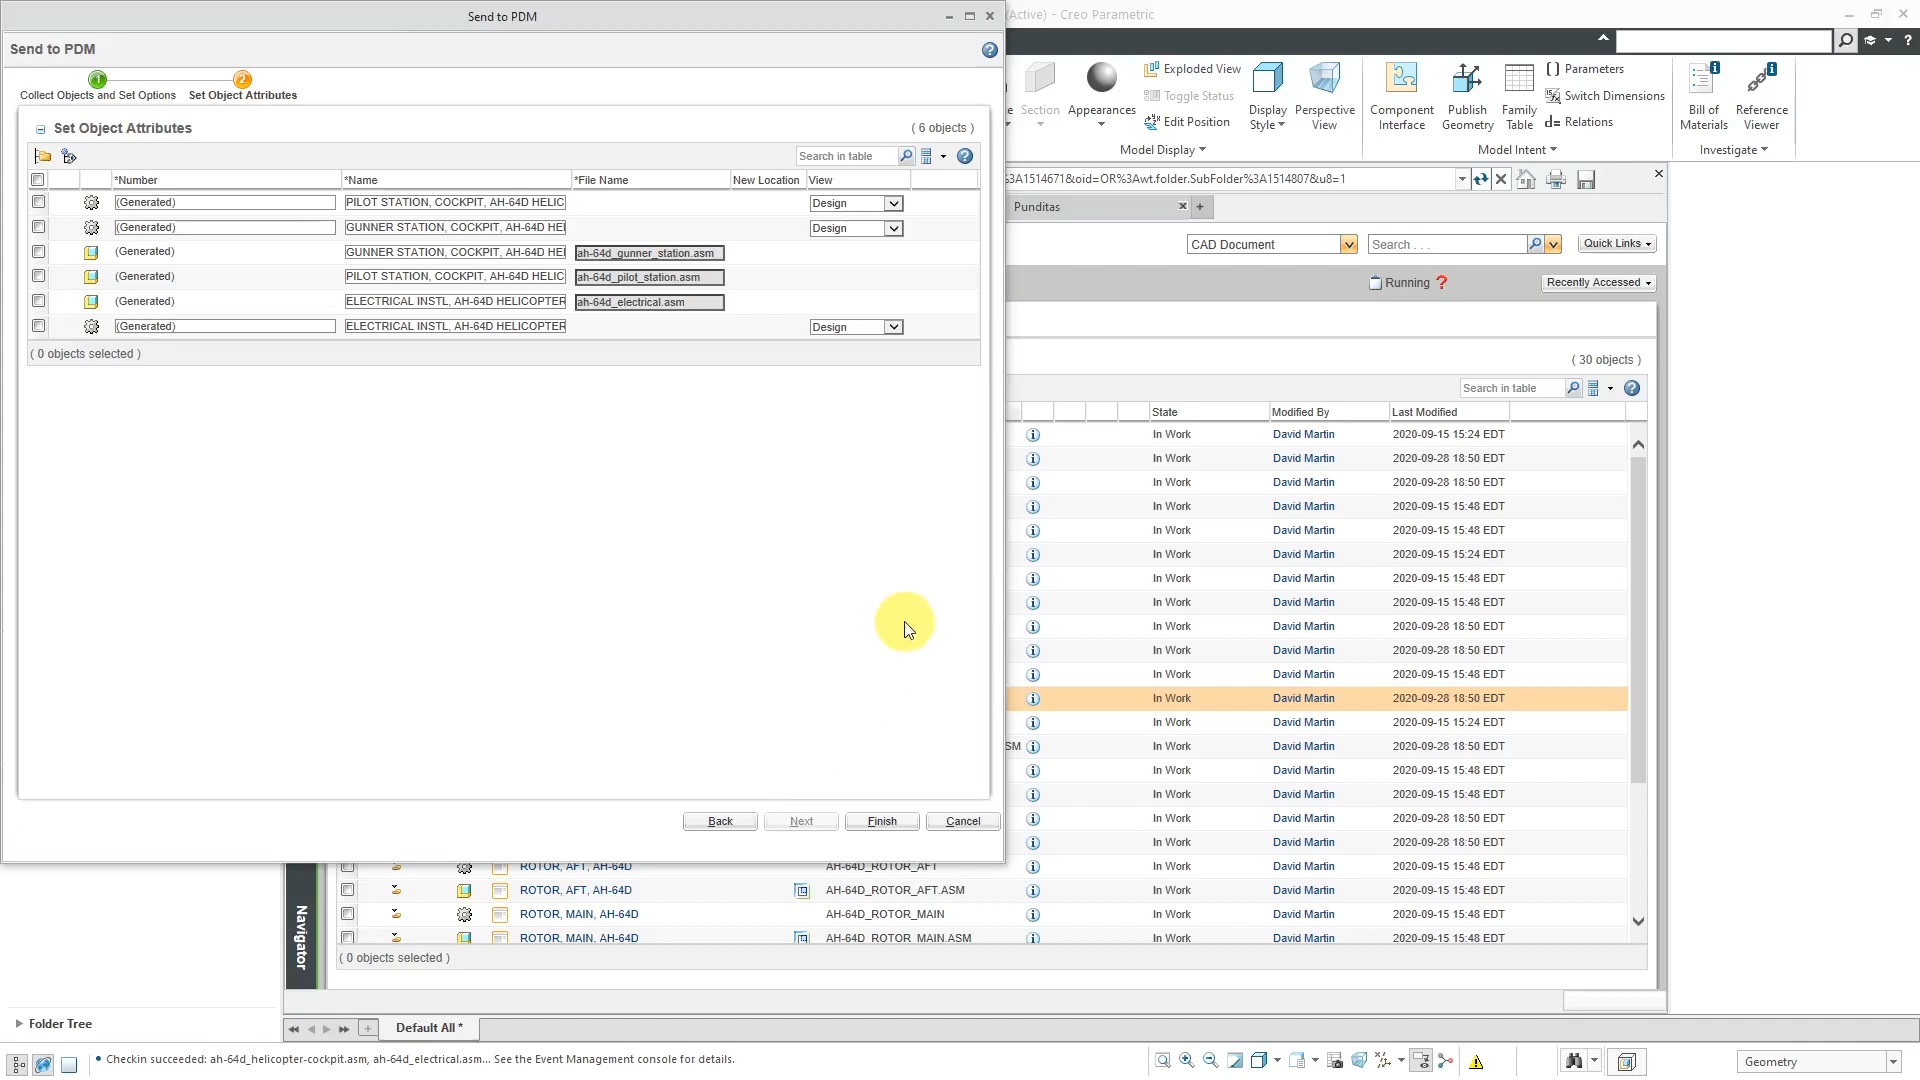 Send to PDM
(Active) - Creo Parametric
Send to PDM
1
2
Collect Objects and Set Options
Set Object Attributes
Set Object Attributes
( 6 objects )
Search in table
*Number
*Name
*File Name
New Location
View
(Generated)
PILOT STATION, COCKPIT, AH-64D HELIC
Design
(Generated)
GUNNER STATION, COCKPIT, AH-64D HEI
Design
(Generated)
GUNNER STATION, COCKPIT, AH-64D HEI
ah-64d_gunner_station.asm
(Generated)
PILOT STATION, COCKPIT, AH-64D HELIC
ah-64d_pilot_station.asm
(Generated)
ELECTRICAL INSTL, AH-64D HELICOPTER
ah-64d_electrical.asm
(Generated)
ELECTRICAL INSTL, AH-64D HELICOPTER
Design
( 0 objects selected )
Back
Next
Finish
Cancel
Section
Appearances
Exploded View
Toggle Status
Edit Position
Display Style
Perspective View
Model Display
Component Interface
Publish Geometry
Family Table
Parameters
Switch Dimensions
Relations
Model Intent
Bill of Materials
Reference Viewer
Investigate
%3A1514671&oid=OR%3Awt.folder.SubFolder%3A1514807&u8=1
Punditas
CAD Document
Search . . .
Quick Links
Running
Recently Accessed
( 30 objects )
Search in table
State
Modified By
Last Modified
In Work David Martin 2020-09-15 15:24 EDT
In Work David Martin 2020-09-28 18:50 EDT
In Work David Martin 2020-09-28 18:50 EDT
In Work David Martin 2020-09-15 15:48 EDT
In Work David Martin 2020-09-15 15:48 EDT
In Work David Martin 2020-09-15 15:24 EDT
In Work David Martin 2020-09-15 15:48 EDT
In Work David Martin 2020-09-15 15:48 EDT
In Work David Martin 2020-09-28 18:50 EDT
In Work David Martin 2020-09-28 18:50 EDT
In Work David Martin 2020-09-15 15:48 EDT
In Work David Martin 2020-09-28 18:50 EDT
In Work David Martin 2020-09-15 15:24 EDT
SM In Work David Martin 2020-09-28 18:50 EDT
In Work David Martin 2020-09-15 15:48 EDT
In Work David Martin 2020-09-15 15:48 EDT
In Work David Martin 2020-09-15 15:48 EDT
In Work David Martin 2020-09-15 15:48 EDT
ROTOR, AFT, AH-64D AH-64D_ROTOR_AFT In Work David Martin 2020-09-15 15:48 EDT
ROTOR, AFT, AH-64D AH-64D_ROTOR_AFT.ASM In Work David Martin 2020-09-15 15:48 EDT
ROTOR, MAIN, AH-64D AH-64D_ROTOR_MAIN In Work David Martin 2020-09-15 15:48 EDT
ROTOR, MAIN, AH-64D AH-64D_ROTOR_MAIN.ASM In Work David Martin 2020-09-15 15:48 EDT
( 0 objects selected )
Navigator
Folder Tree
Default All *
Checkin succeeded: ah-64d_helicopter-cockpit.asm, ah-64d_electrical.asm... See the Event Management console for details.
Geometry